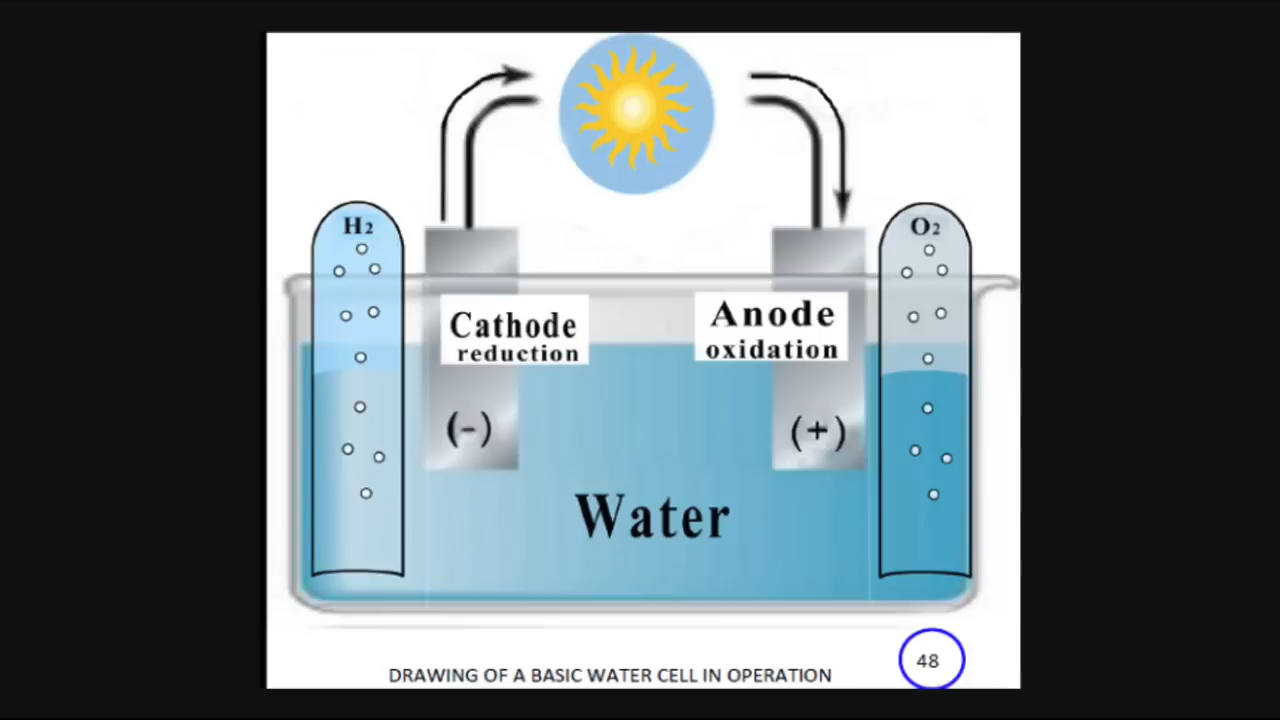 H2
O2
Cathode
reduction
Anode
oxidation
(-)
(+)
Water
DRAWING OF A BASIC WATER CELL IN OPERATION
48